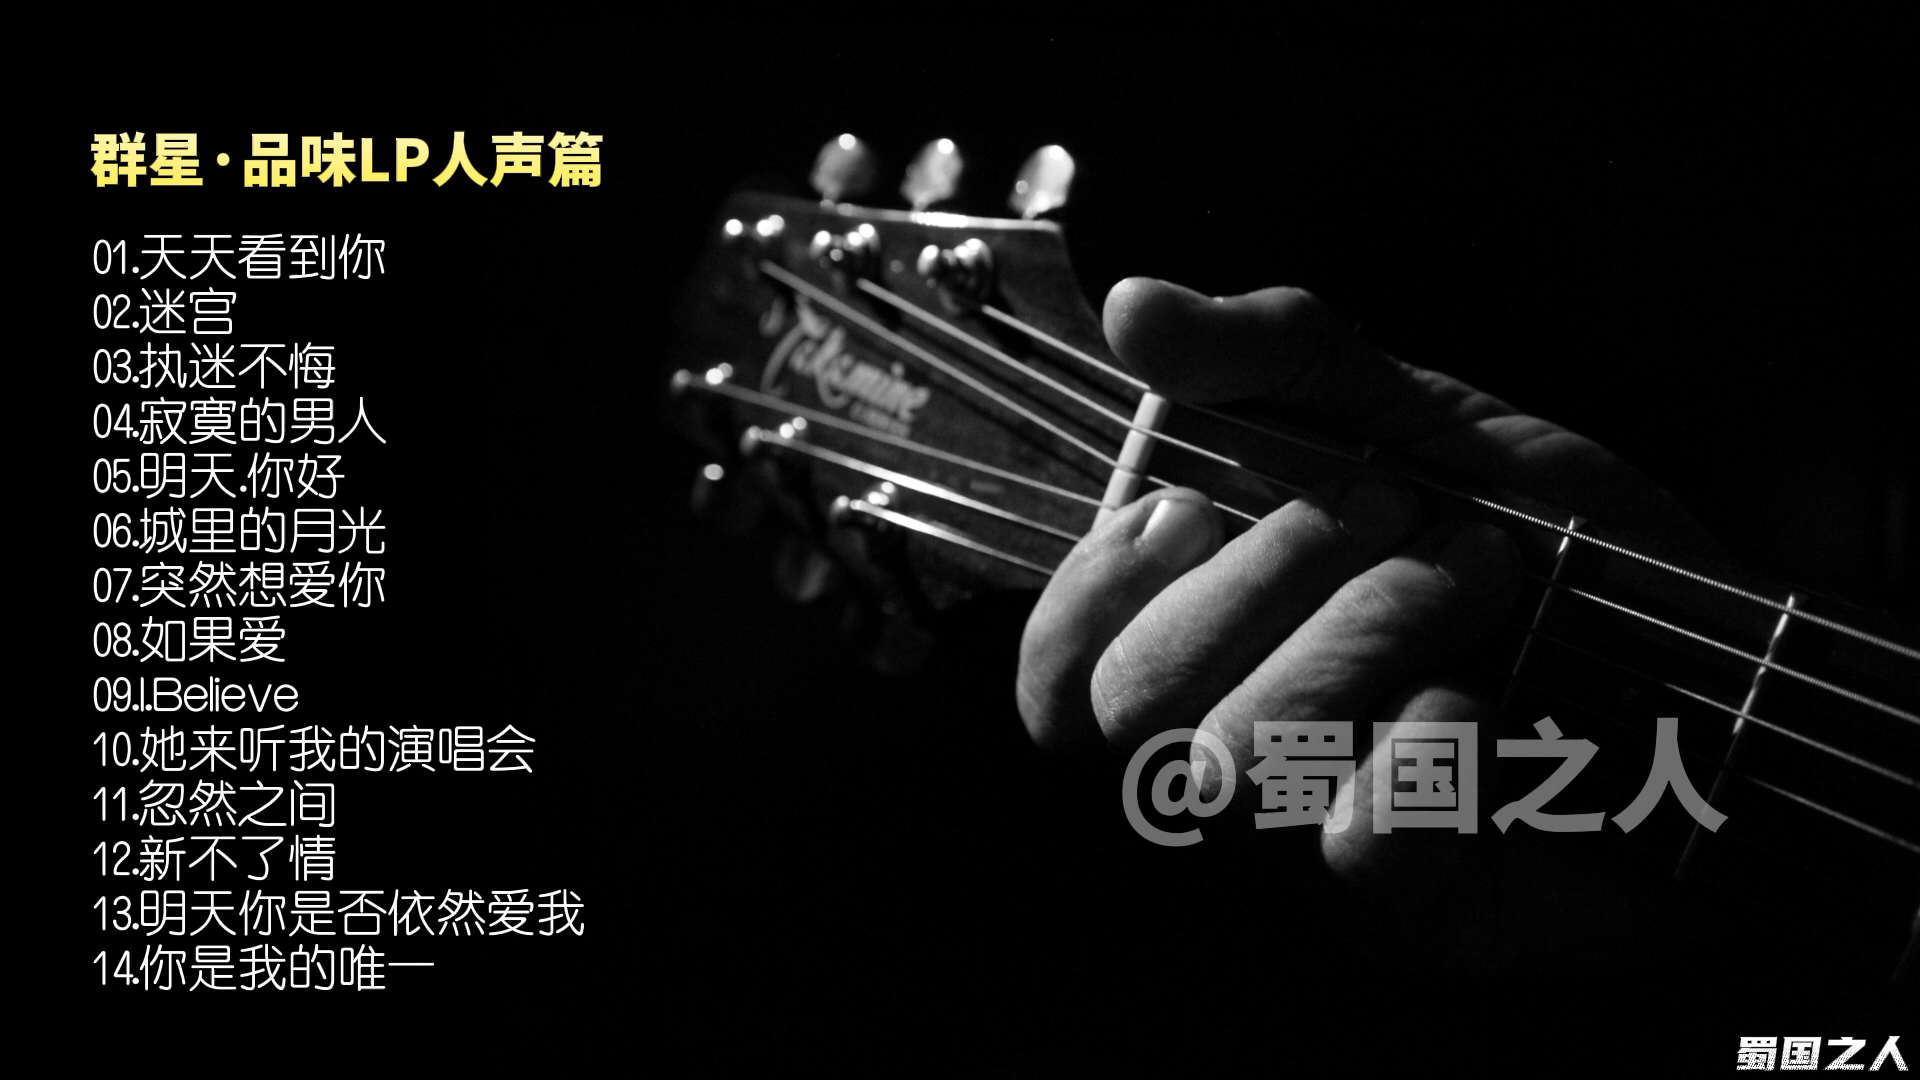 群星·品味LP人声篇
01.天天看到你
02.迷宫
03.执迷不悔
04.寂寞的男人
05.明天.你好
06.城里的月光
07.突然想爱你
08.如果爱
09.I.Believe
10.她来听我的演唱会
11.忽然之间
12.新不了情
13.明天你是否依然爱我
14.你是我的唯一
Takamine
@蜀国之人
蜀国之人